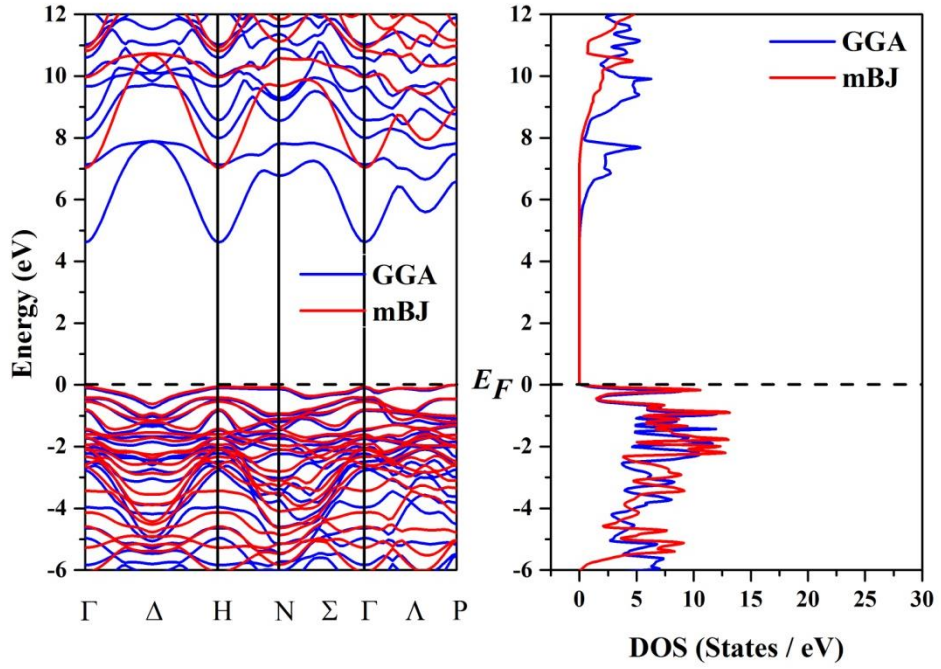 12
10
8
6
4
2
0
-2
-4
-6
Energy (eV)
GGA
mBJ
Γ Δ H N Σ Γ Λ P
E_F
12
10
8
6
4
2
0
-2
-4
-6
GGA
mBJ
0 5 10 15 20 25 30
DOS (States / eV)